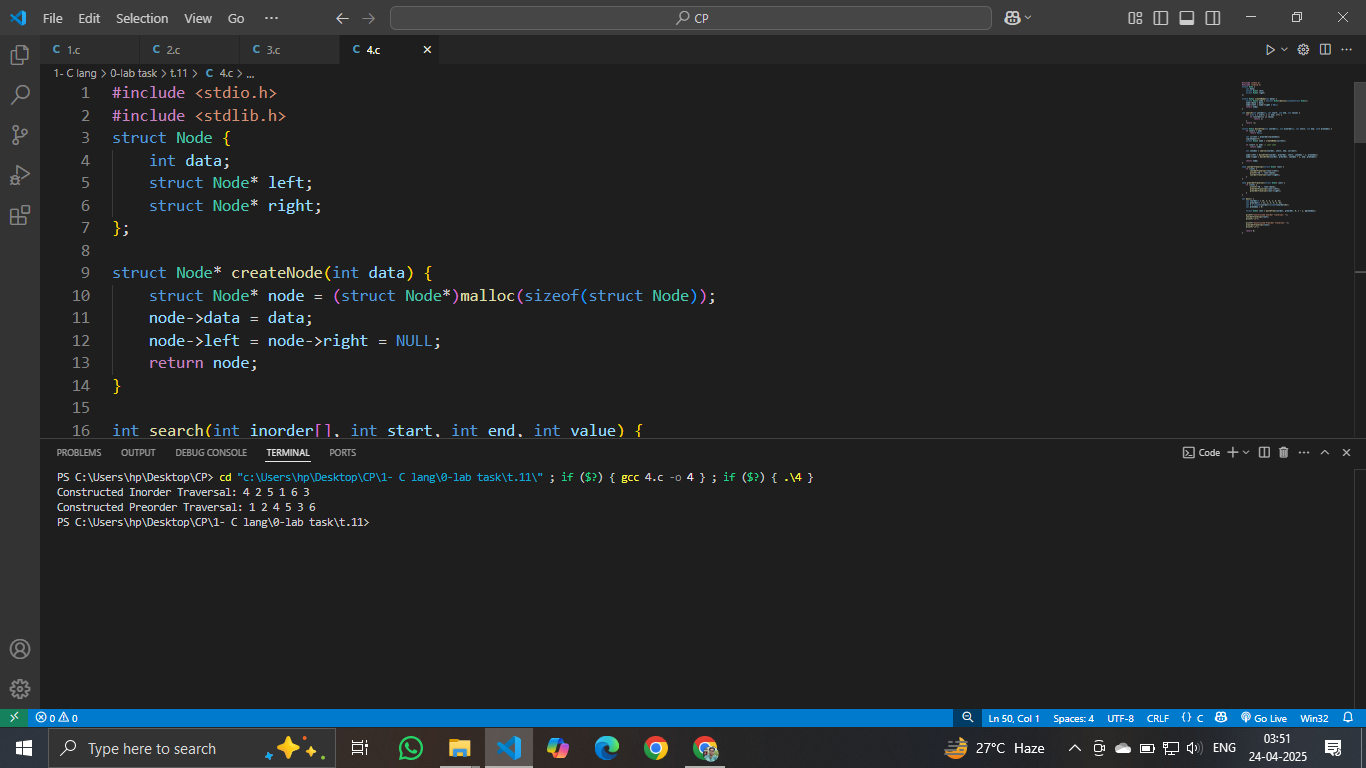 File Edit Selection View Go ... CP
C 1.c C 2.c C 3.c C 4.c
1- C lang > 0-lab task > t.11 > C 4.c > ...
1 #include <stdio.h>
2 #include <stdlib.h>
3 struct Node {
4     int data;
5     struct Node* left;
6     struct Node* right;
7 };
8
9 struct Node* createNode(int data) {
10     struct Node* node = (struct Node*)malloc(sizeof(struct Node));
11     node->data = data;
12     node->left = node->right = NULL;
13     return node;
14 }
15
16 int search(int inorder[], int start, int end, int value) {
PROBLEMS OUTPUT DEBUG CONSOLE TERMINAL PORTS Code
PS C:\Users\hp\Desktop\CP> cd "c:\Users\hp\Desktop\CP\1- C lang\0-lab task\t.11\" ; if ($?) { gcc 4.c -o 4 } ; if ($?) { .\4 }
Constructed Inorder Traversal: 4 2 5 1 6 3
Constructed Preorder Traversal: 1 2 4 5 3 6
PS C:\Users\hp\Desktop\CP\1- C lang\0-lab task\t.11>
0 0 Ln 50, Col 1 Spaces: 4 UTF-8 CRLF {} C Go Live Win32
Type here to search 27°C Haze ENG 03:51
24-04-2025